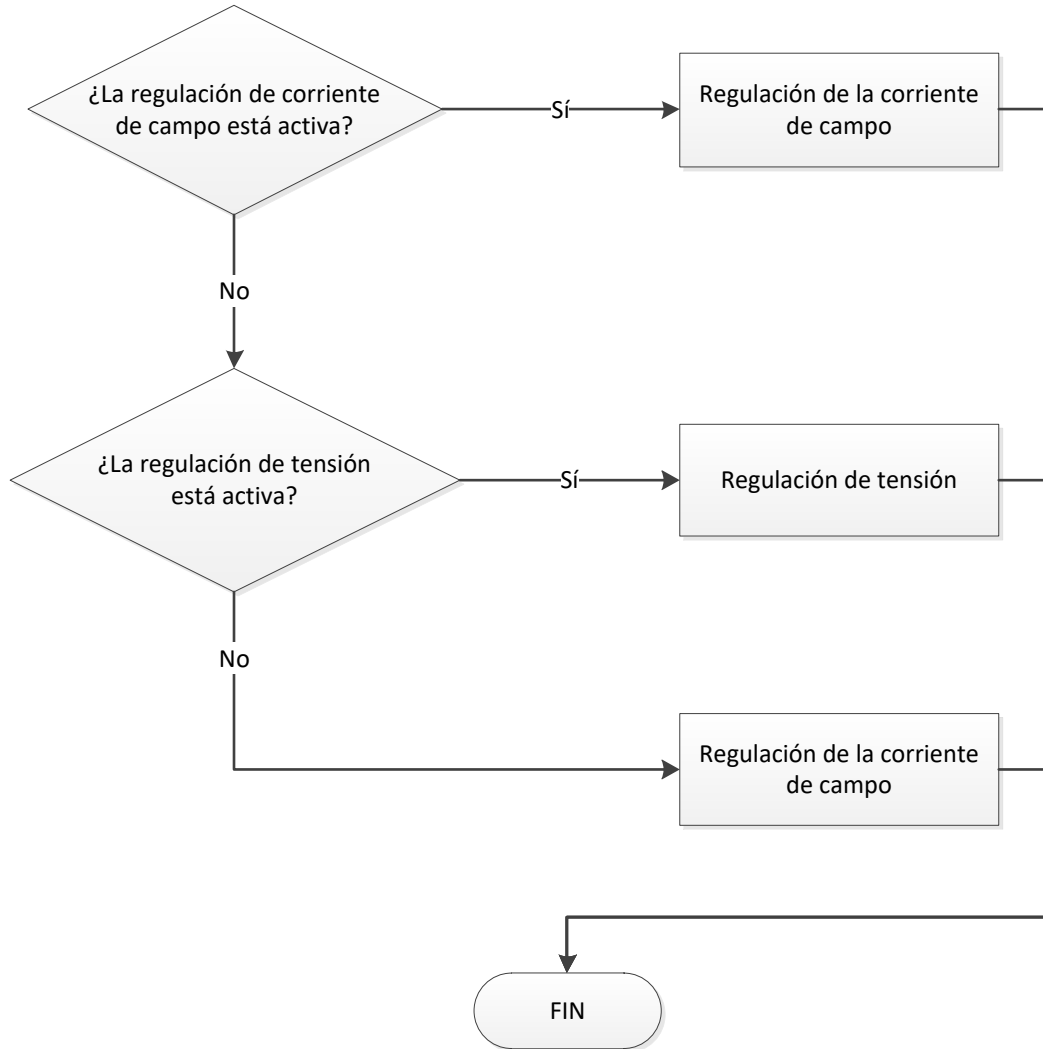 ¿La regulación de corriente
de campo está activa?
Sí
Regulación de la corriente
de campo
No
¿La regulación de tensión
está activa?
Sí
Regulación de tensión
No
Regulación de la corriente
de campo
FIN